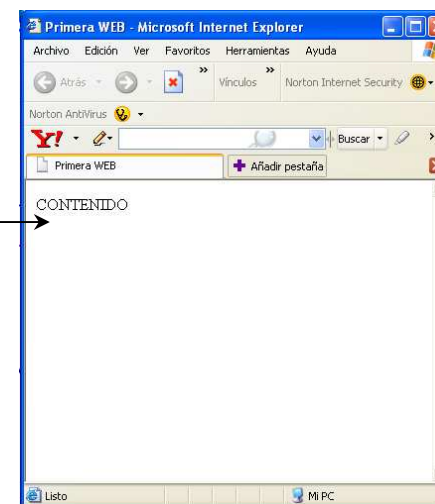 Primera WEB - Microsoft Internet Explorer
Archivo Edición Ver Favoritos Herramientas Ayuda
Atrás Vínculos Norton Internet Security
Norton AntiVirus
Y! Buscar
Primera WEB Añadir pestaña
CONTENIDO
Listo Mi PC